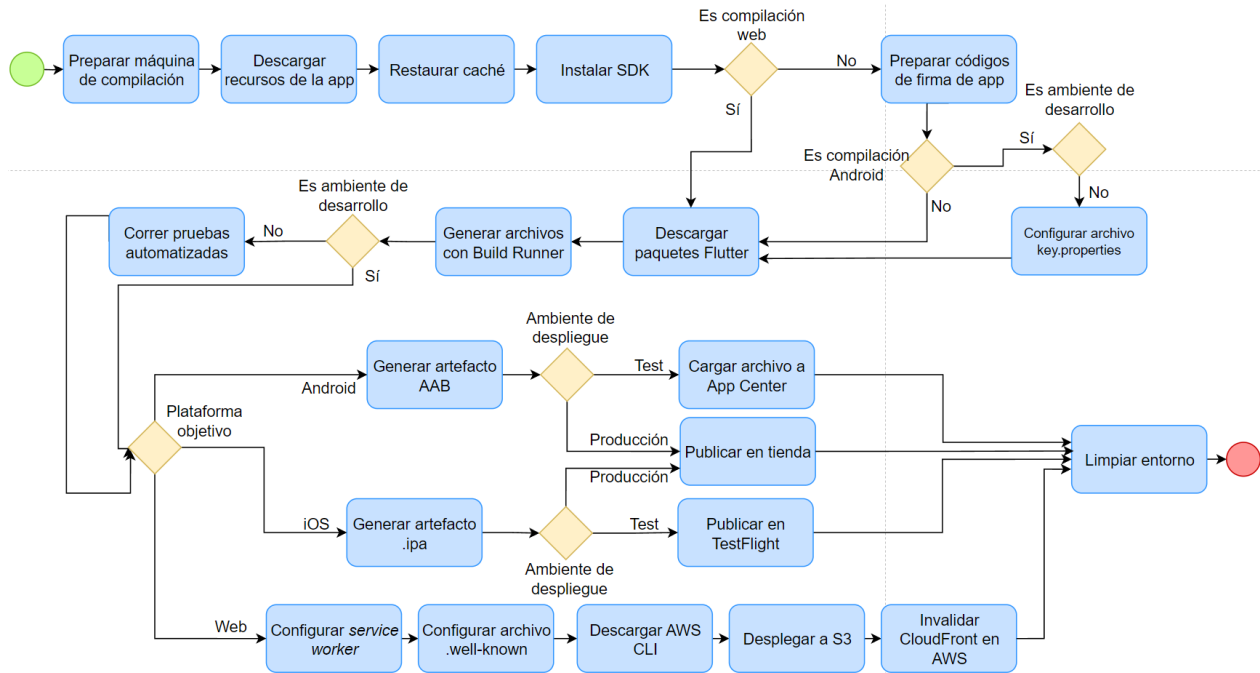 Es compilación
web
Preparar máquina
de compilación
Descargar
recursos de la app
Restaurar caché
Instalar SDK
No
Preparar códigos
de firma de app
Sí
Es ambiente de
desarrollo
Es compilación
Android
Sí
No
No
Es ambiente de
desarrollo
Correr pruebas
automatizadas
No
Sí
Generar archivos
con Build Runner
Descargar
paquetes Flutter
Configurar archivo
key.properties
Ambiente de
despliegue
Android
Generar artefacto
AAB
Test
Cargar archivo a
App Center
Plataforma
objetivo
Producción
Publicar en tienda
Producción
Limpiar entorno
iOS
Generar artefacto
.ipa
Test
Publicar en
TestFlight
Ambiente de
despliegue
Web
Configurar service
worker
Configurar archivo
.well-known
Descargar AWS
CLI
Desplegar a S3
Invalidar
CloudFront en
AWS